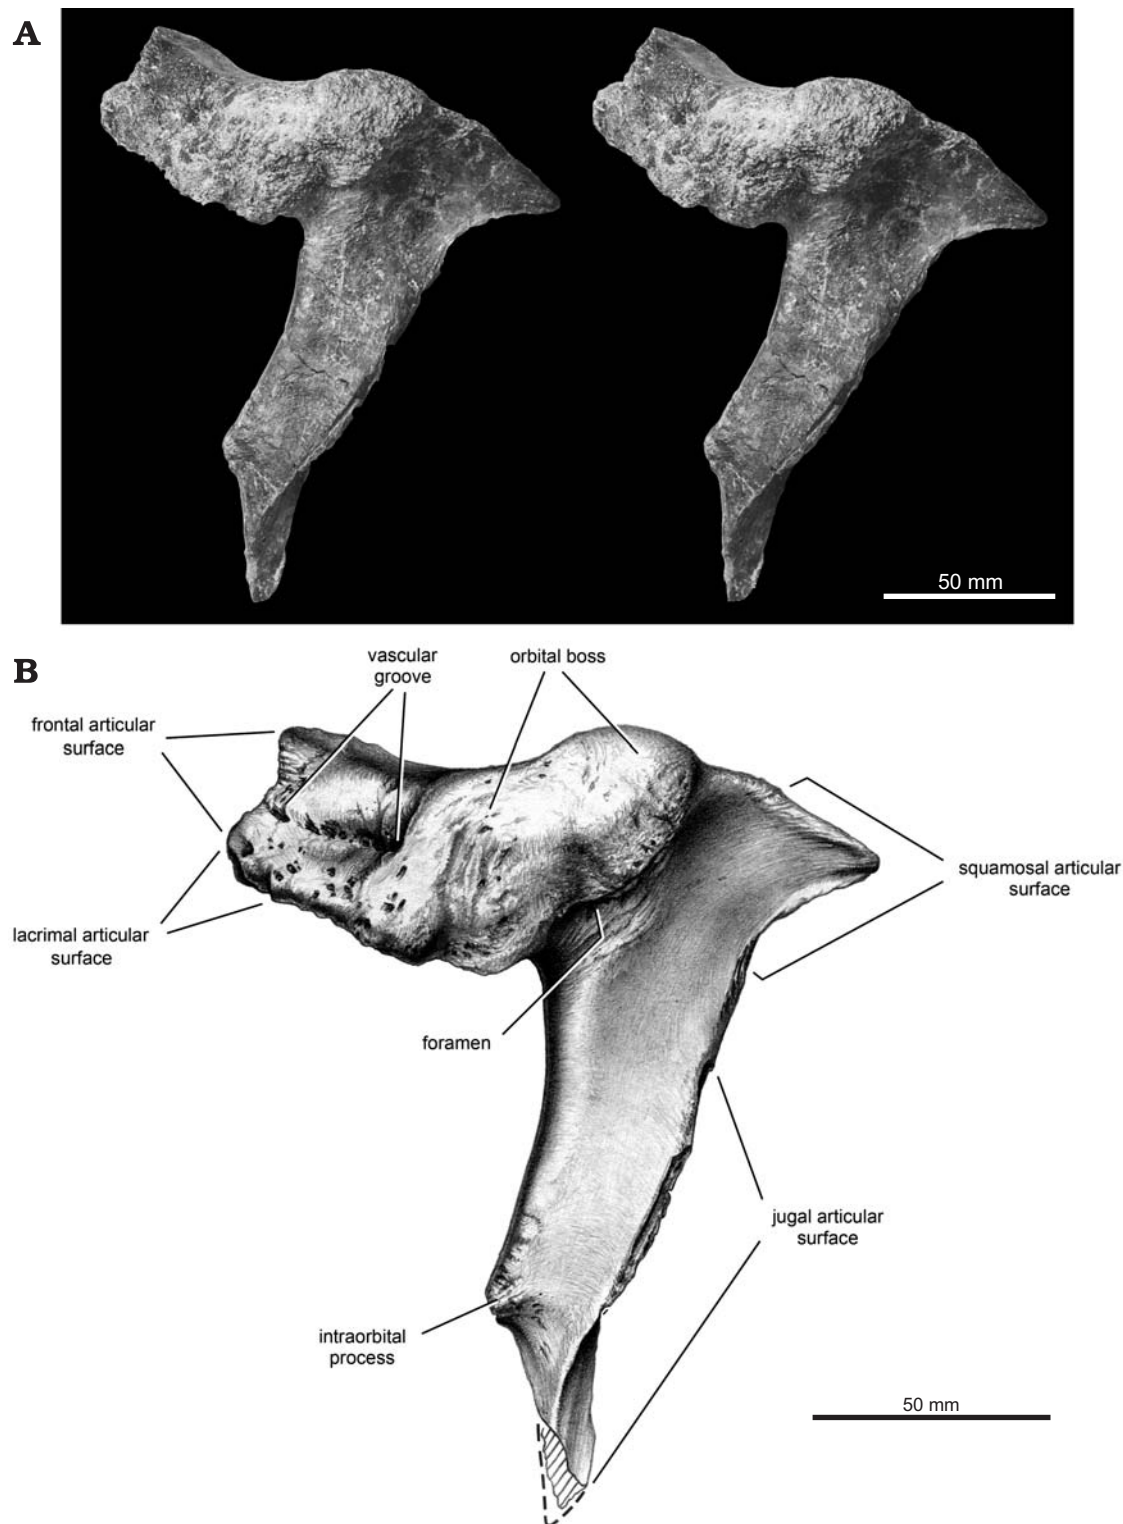 A
50 mm
B
vascular
groove
orbital boss
frontal articular
surface
squamosal articular
surface
lacrimal articular
surface
foramen
jugal articular
surface
intraorbital
process
50 mm